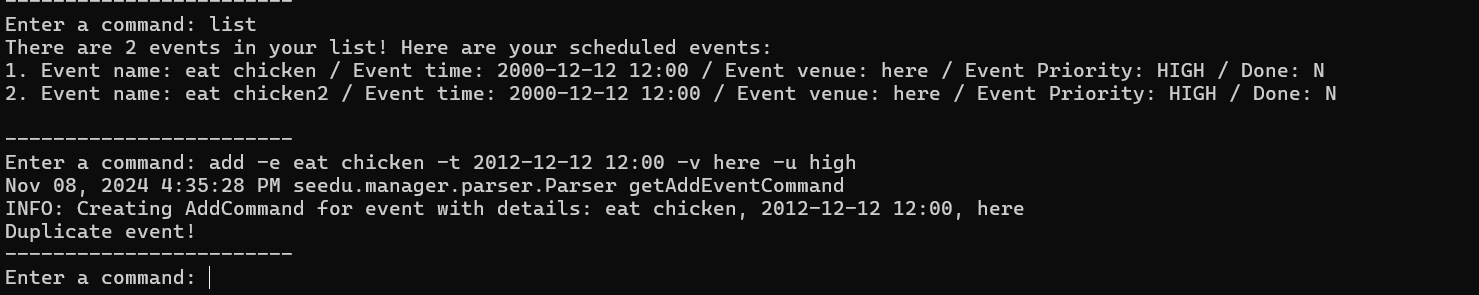 ------------------------
Enter a command: list
There are 2 events in your list! Here are your scheduled events:
1. Event name: eat chicken / Event time: 2000-12-12 12:00 / Event venue: here / Event Priority: HIGH / Done: N
2. Event name: eat chicken2 / Event time: 2000-12-12 12:00 / Event venue: here / Event Priority: HIGH / Done: N
------------------------
Enter a command: add -e eat chicken -t 2012-12-12 12:00 -v here -u high
Nov 08, 2024 4:35:28 PM seedu.manager.parser.Parser getAddEventCommand
INFO: Creating AddCommand for event with details: eat chicken, 2012-12-12 12:00, here
Duplicate event!
------------------------
Enter a command: